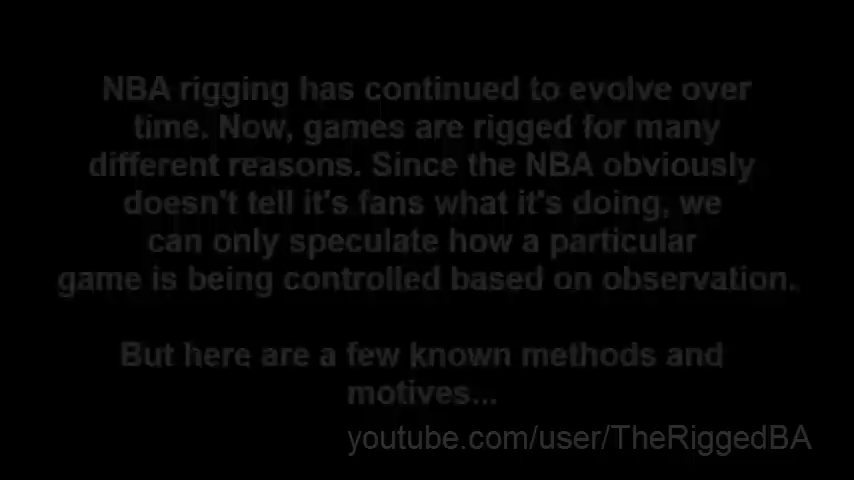 NBA rigging has continued to evolve over
time. Now, games are rigged for many
different reasons. Since the NBA obviously
doesn't tell it's fans what it's doing, we
can only speculate how a particular
game is being controlled based on observation.
But here are a few known methods and
motives...
youtube.com/user/TheRiggedBA